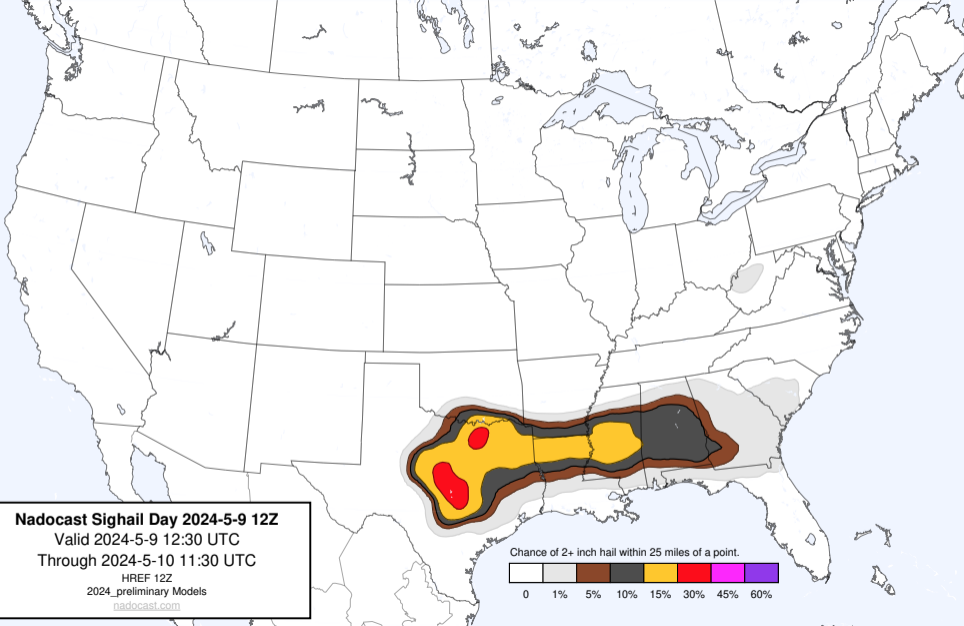 Nadocast Sighail Day 2024-5-9 12Z
Valid 2024-5-9 12:30 UTC
Through 2024-5-10 11:30 UTC
HREF 12Z
2024_preliminary Models
nadocast.com
Chance of 2+ inch hail within 25 miles of a point.
0 1% 5% 10% 15% 30% 45% 60%